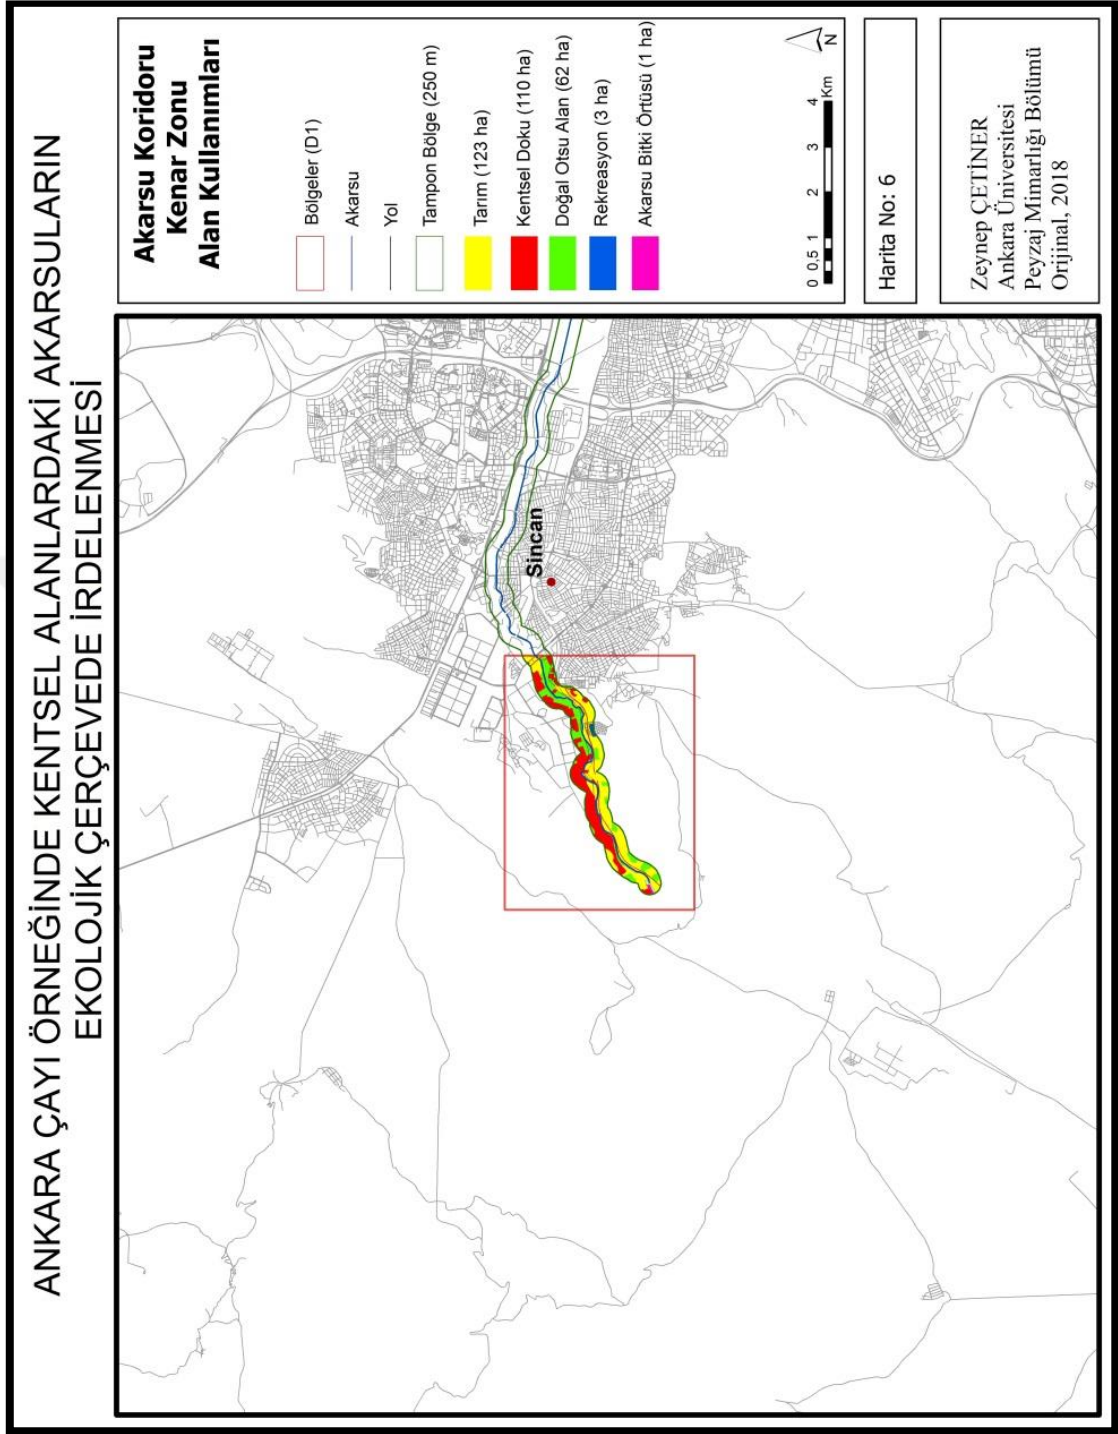 ANKARA ÇAYI ÖRNEĞİNDE KENTSEL ALANLARDAKİ AKARSULARIN
EKOLOJİK ÇERÇEVEDE İRDELENMESİ
Sincan
Akarsu Koridoru
Kenar Zonu
Alan Kullanımları
Bölgeler (D1)
Akarsu
Yol
Tampon Bölge (250 m)
Tarım (123 ha)
Kentsel Doku (110 ha)
Doğal Otsu Alan (62 ha)
Rekreasyon (3 ha)
Akarsu Bitki Örtüsü (1 ha)
0 0,5 1 2 3 4
Km
N
Harita No: 6
Zeynep ÇETİNER
Ankara Üniversitesi
Peyzaj Mimarlığı Bölümü
Orijinal, 2018